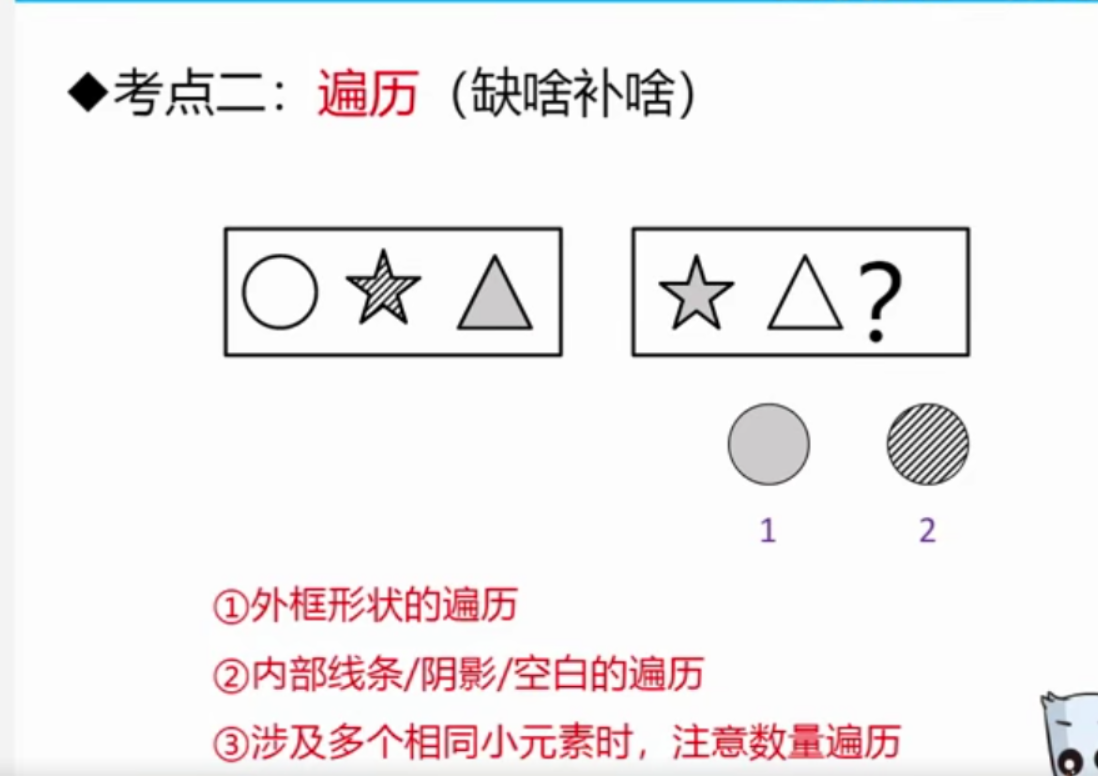 ◆考点二：遍历（缺啥补啥）
?
1 2
①外框形状的遍历
②内部线条/阴影/空白的遍历
③涉及多个相同小元素时，注意数量遍历